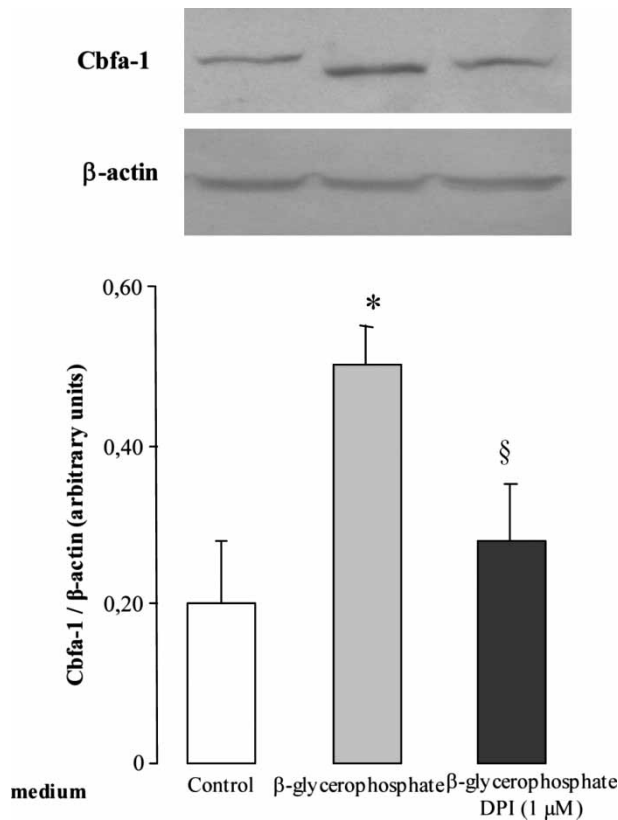 Cbfa-1
β-actin
Cbfa-1 / β-actin (arbitrary units)
0,60
0,40
0,20
0
*
§
medium
Control
β-glycerophosphate
β-glycerophosphate
DPI (1 μM)